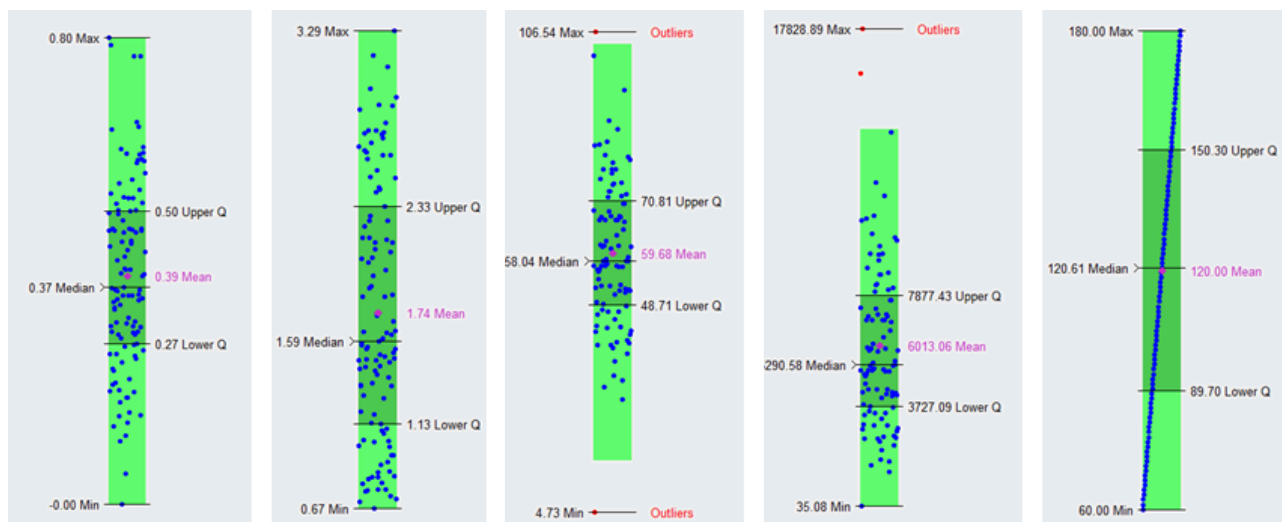 0.80 Max
0.50 Upper Q
0.39 Mean
0.37 Median
0.27 Lower Q
-0.00 Min
3.29 Max
2.33 Upper Q
1.74 Mean
1.59 Median
1.13 Lower Q
0.67 Min
106.54 Max Outliers
70.81 Upper Q
59.68 Mean
58.04 Median
48.71 Lower Q
4.73 Min Outliers
17828.89 Max Outliers
7877.43 Upper Q
6013.06 Mean
290.58 Median
3727.09 Lower Q
35.08 Min
180.00 Max
150.30 Upper Q
120.61 Median
120.00 Mean
89.70 Lower Q
60.00 Min